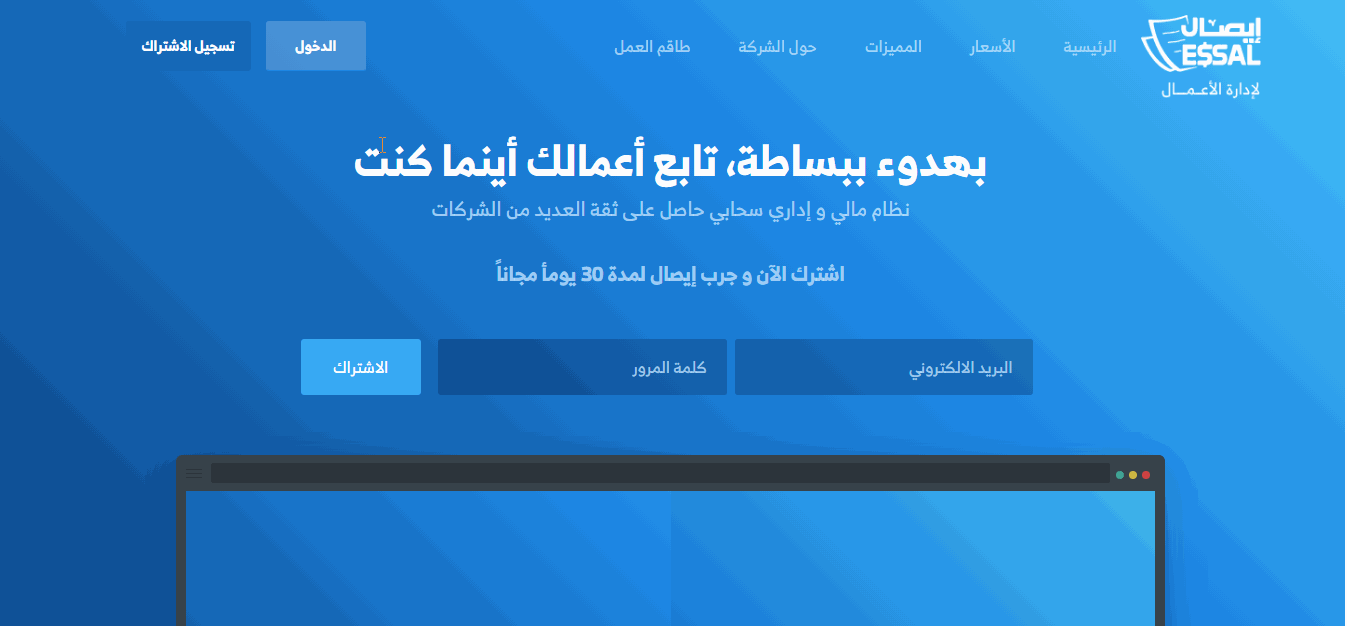 إيصال
ESSAL
لإدارة الأعمال
الرئيسية
الأسعار
المميزات
حول الشركة
طاقم العمل
الدخول
تسجيل الاشتراك
بهدوء ببساطة، تابع أعمالك أينما كنت
نظام مالي و إداري سحابي حاصل على ثقة العديد من الشركات
اشترك الآن و جرب إيصال لمدة 30 يومأ مجاناً
البريد الالكتروني
كلمة المرور
الاشتراك